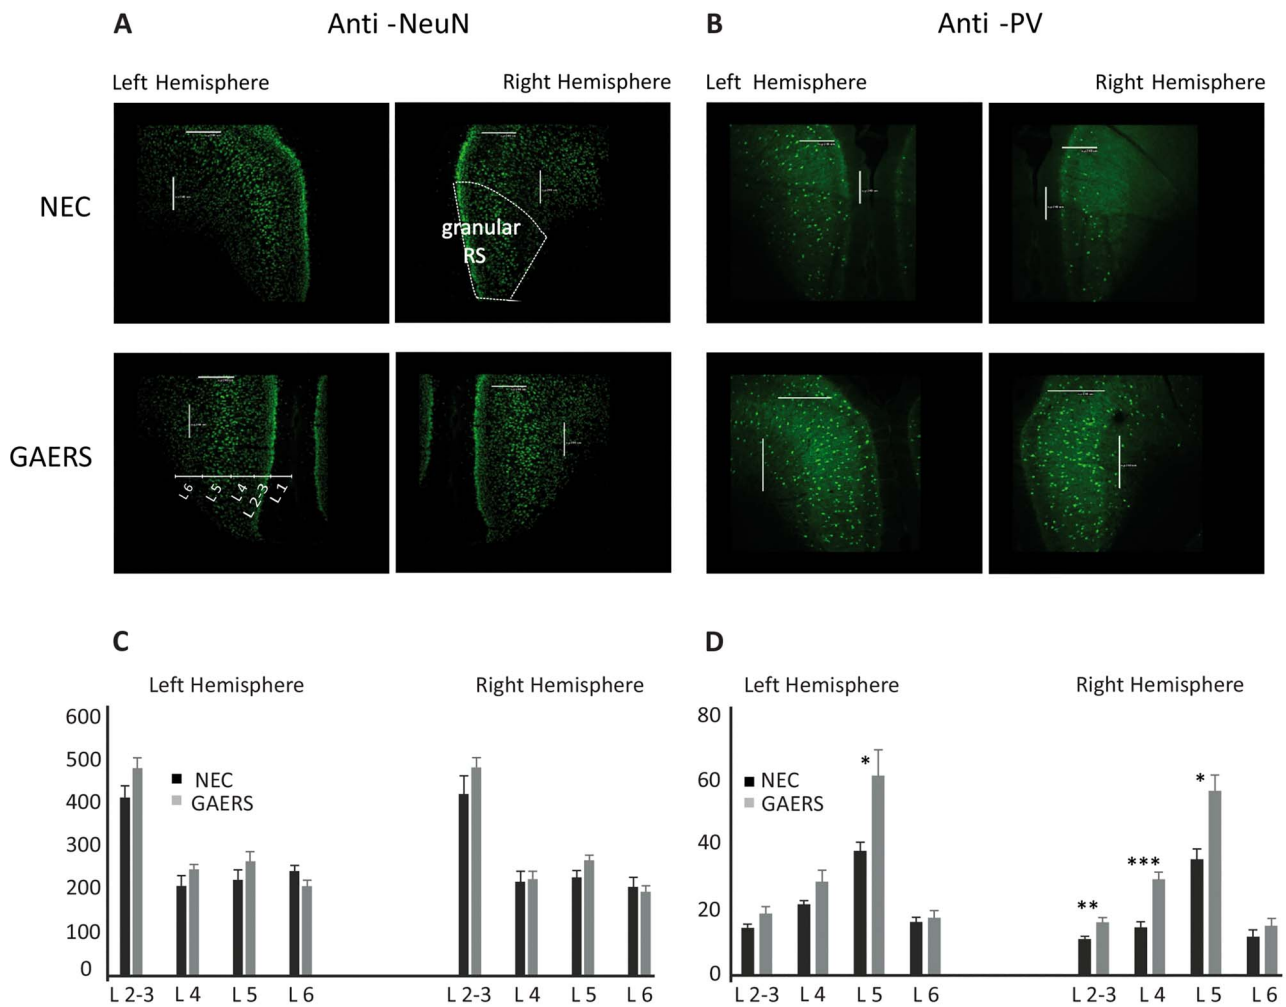 A Anti -NeuN
B Anti -PV
Left Hemisphere Right Hemisphere
Left Hemisphere Right Hemisphere
NEC
granular
RS
GAERS
L 6 L 5 L 4 L 2-3 L 1
C
Left Hemisphere Right Hemisphere
600
500
400
300
200
100
0
NEC
GAERS
L 2-3 L 4 L 5 L 6
L 2-3 L 4 L 5 L 6
D
Left Hemisphere Right Hemisphere
80
60
40
20
0
NEC
GAERS
*
** *** *
L 2-3 L 4 L 5 L 6
L 2-3 L 4 L 5 L 6